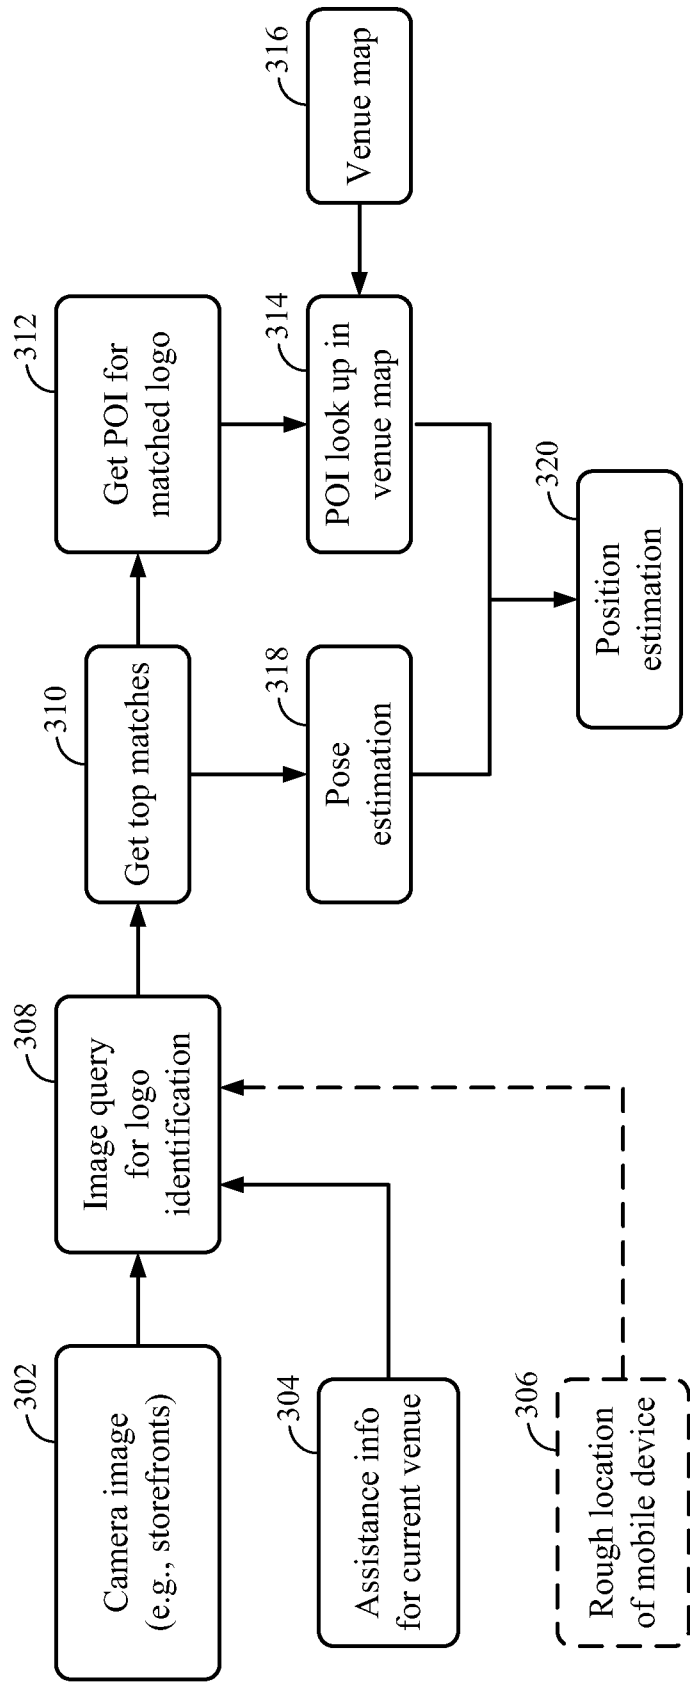 302
Camera image
(e.g., storefronts)
304
Assistance info
for current venue
306
Rough location
of mobile device
308
Image query
for logo
identification
310
Get top matches
312
Get POI for
matched logo
314
POI look up in
venue map
316
Venue map
318
Pose
estimation
320
Position
estimation